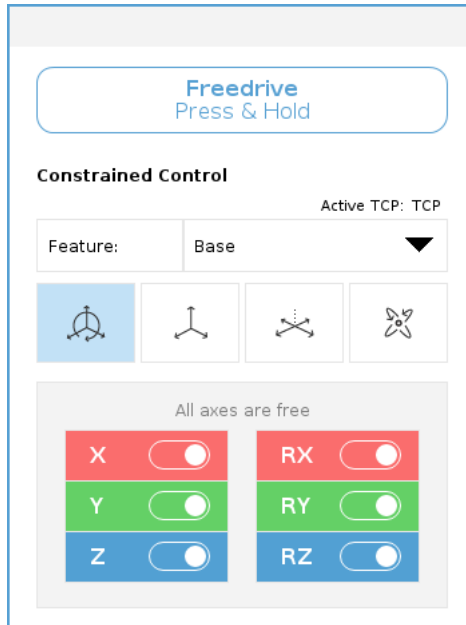 Freedrive
Press & Hold
Constrained Control
Active TCP: TCP
Feature: Base
All axes are free
X RX
Y RY
Z RZ